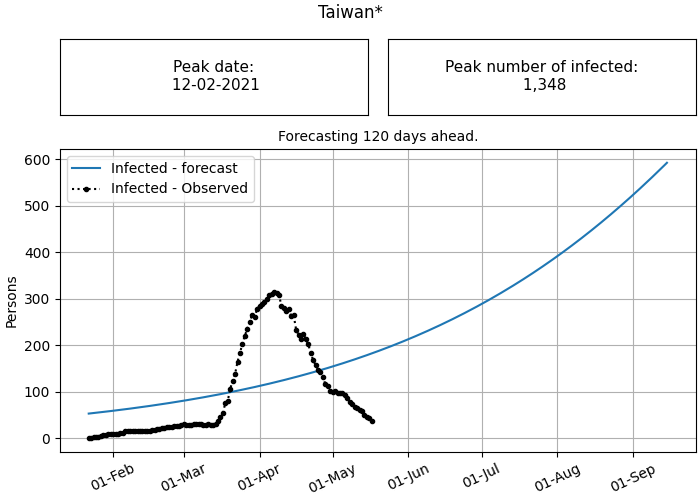 Taiwan*
Peak date:
12-02-2021
Peak number of infected:
1,348
Forecasting 120 days ahead.
Infected - forecast
Infected - Observed
Persons
600
500
400
300
200
100
0
01-Feb
01-Mar
01-Apr
01-May
01-Jun
01-Jul
01-Aug
01-Sep